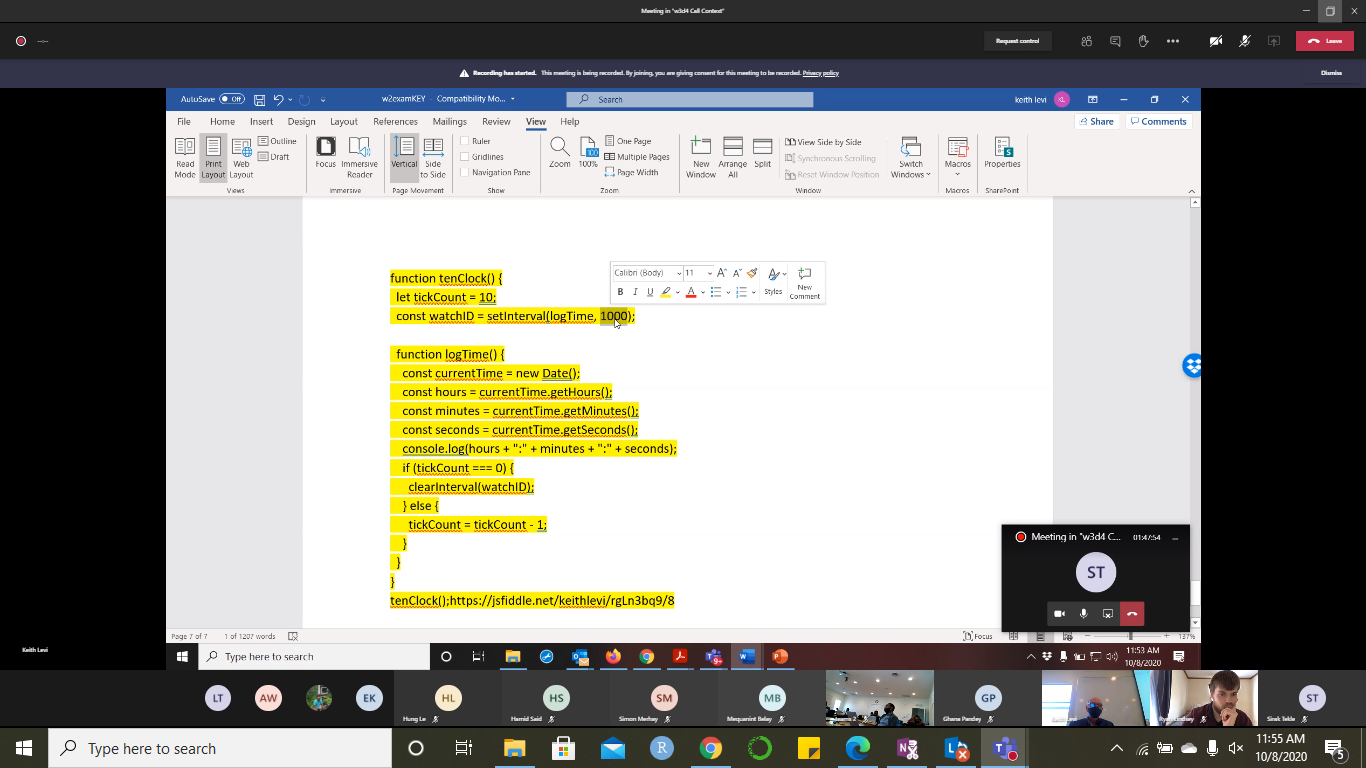 Meeting in "w3d4 Cell Context"
Request control
Leave
Recording has started. This meeting is being recorded. By joining, you are giving consent for this meeting to be recorded. Privacy policy
Dismiss
AutoSave Off
w2examKEY - Compatibility Mo...
Search
keith levi
KL
File Home Insert Design Layout References Mailings Review View Help
Share
Comments
Read Mode
Print Layout
Web Layout
Outline
Draft
Views
Focus
Immersive Reader
Immersive
Vertical
Side to Side
Page Movement
Ruler
Gridlines
Navigation Pane
Show
Zoom
100
100%
One Page
Multiple Pages
Page Width
Zoom
New Window
Arrange All
Split
View Side by Side
Synchronous Scrolling
Reset Window Position
Window
Switch Windows
Macros
Macros
Properties
SharePoint
Calibri (Body)
11
B I U
Styles
New Comment
function tenClock() {
let tickCount = 10;
const watchID = setInterval(logTime, 1000);
function logTime() {
const currentTime = new Date();
const hours = currentTime.getHours();
const minutes = currentTime.getMinutes();
const seconds = currentTime.getSeconds();
console.log(hours + ":" + minutes + ":" + seconds);
if (tickCount === 0) {
clearInterval(watchID);
} else {
tickCount = tickCount - 1;
}
}
}
tenClock();https://jsfiddle.net/keithlevi/rgLn3bq9/8
Meeting in "w3d4 C...
01:47:54
ST
Page 7 of 7
1 of 1207 words
Focus
137%
Keith Levi
Type here to search
9+
11:53 AM
10/8/2020
LT
AW
EK
HL
Hung Le
HS
Hamid Said
SM
Simon Merhay
MB
Mequanint Belay
GP
Ghana Pandey
Keith Levi
Ryan Lindsey
ST
Sirak Tekle
Type here to search
11:55 AM
10/8/2020
5